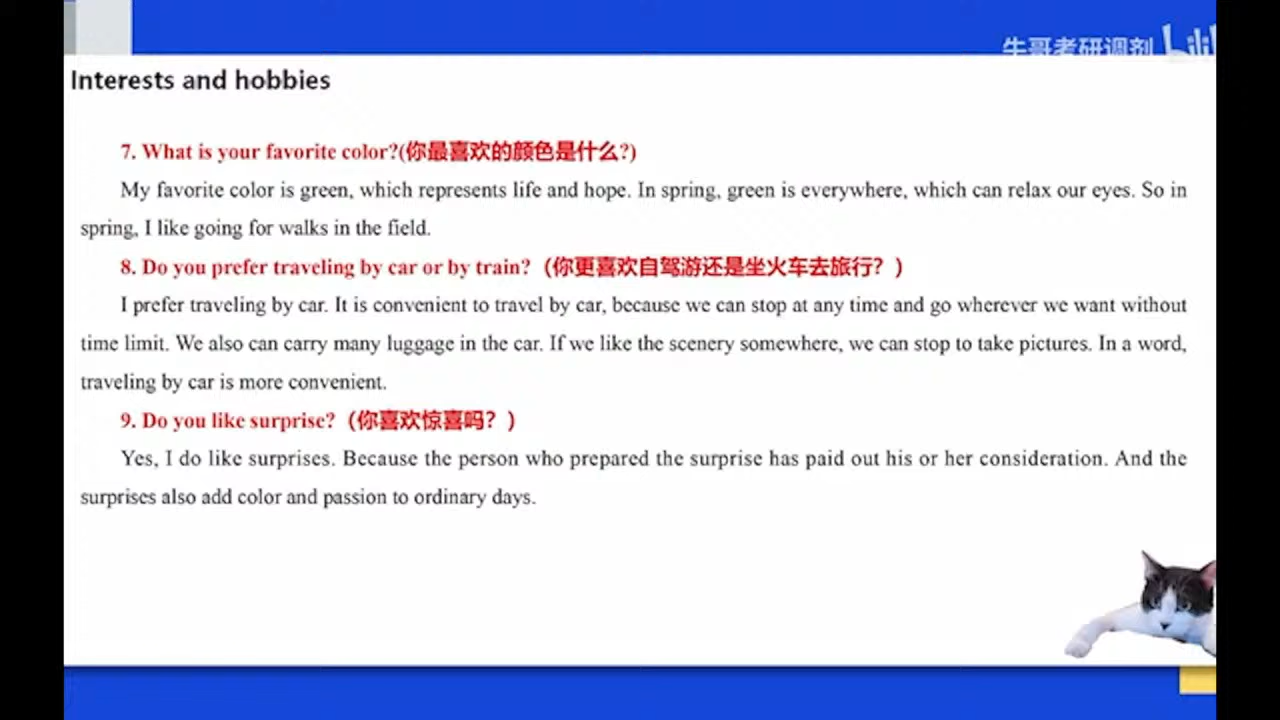 牛哥考研调剂
Interests and hobbies
7. What is your favorite color?(你最喜欢的颜色是什么?)
My favorite color is green, which represents life and hope. In spring, green is everywhere, which can relax our eyes. So in
spring, I like going for walks in the field.
8. Do you prefer traveling by car or by train?（你更喜欢自驾游还是坐火车去旅行？）
I prefer traveling by car. It is convenient to travel by car, because we can stop at any time and go wherever we want without
time limit. We also can carry many luggage in the car. If we like the scenery somewhere, we can stop to take pictures. In a word,
traveling by car is more convenient.
9. Do you like surprise?（你喜欢惊喜吗？）
Yes, I do like surprises. Because the person who prepared the surprise has paid out his or her consideration. And the
surprises also add color and passion to ordinary days.